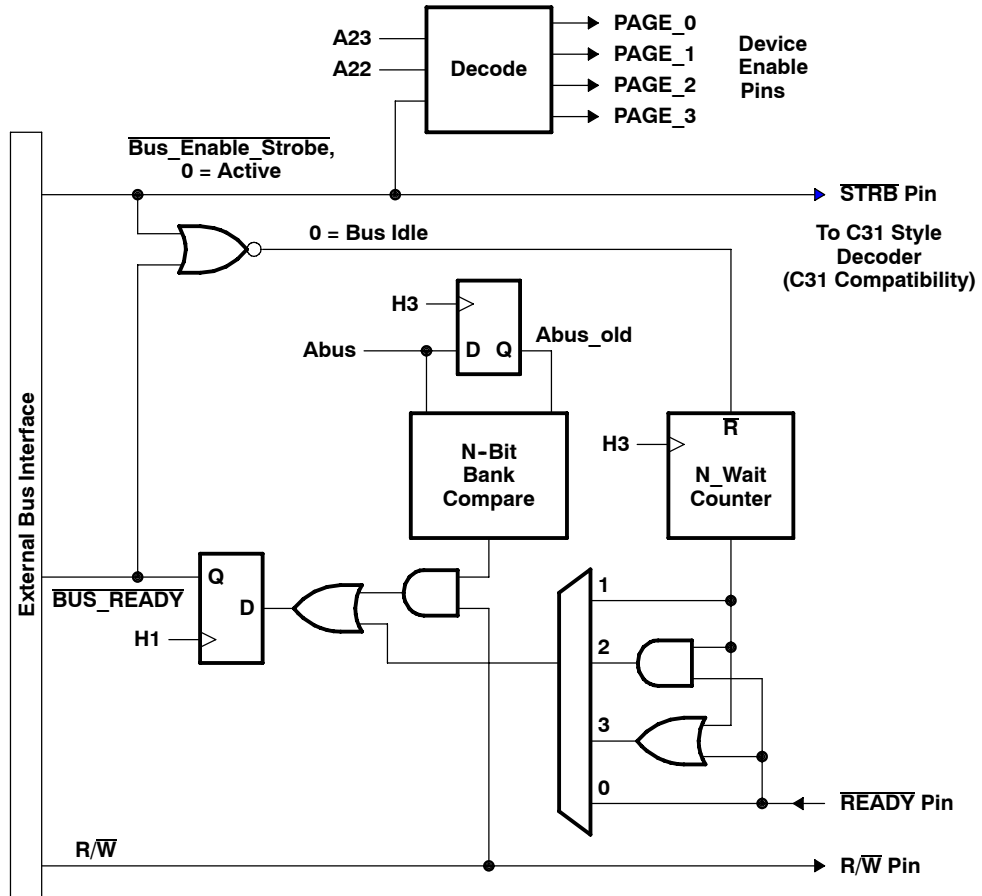 PAGE_0
A23
PAGE_1
Device
Enable
Pins
A22
Decode
PAGE_2
PAGE_3
Bus_Enable_Strobe,
0 = Active
STRB Pin
0 = Bus Idle
To C31 Style
Decoder
(C31 Compatibility)
H3
Abus
D Q
Abus_old
External Bus Interface
N-Bit
Bank
Compare
H3
R
N_Wait
Counter
BUS_READY
Q
D
H1
1
2
3
0
READY Pin
R/W
R/W Pin